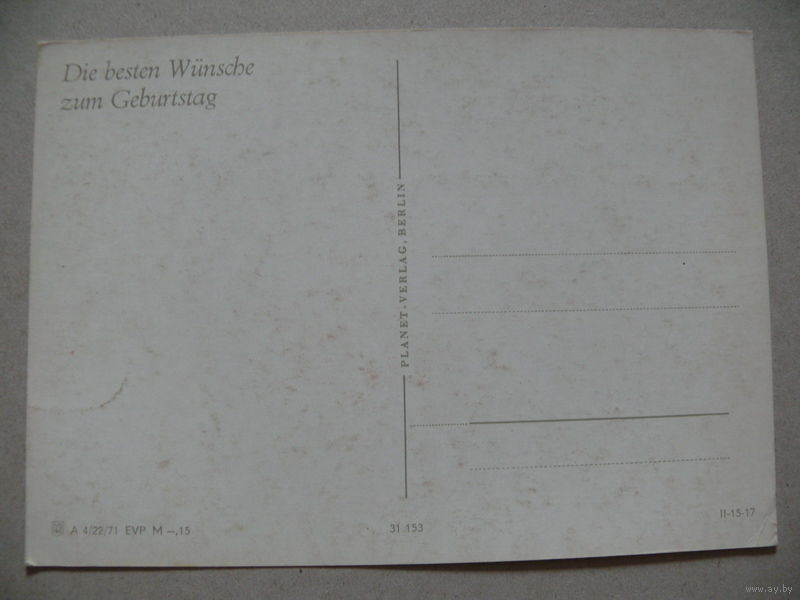 Die besten Wünsche
zum Geburtstag
PLANET-VERLAG, BERLIN
A 4/22/71 EVP M –,15
31 153
II-15-17
www.ay.by